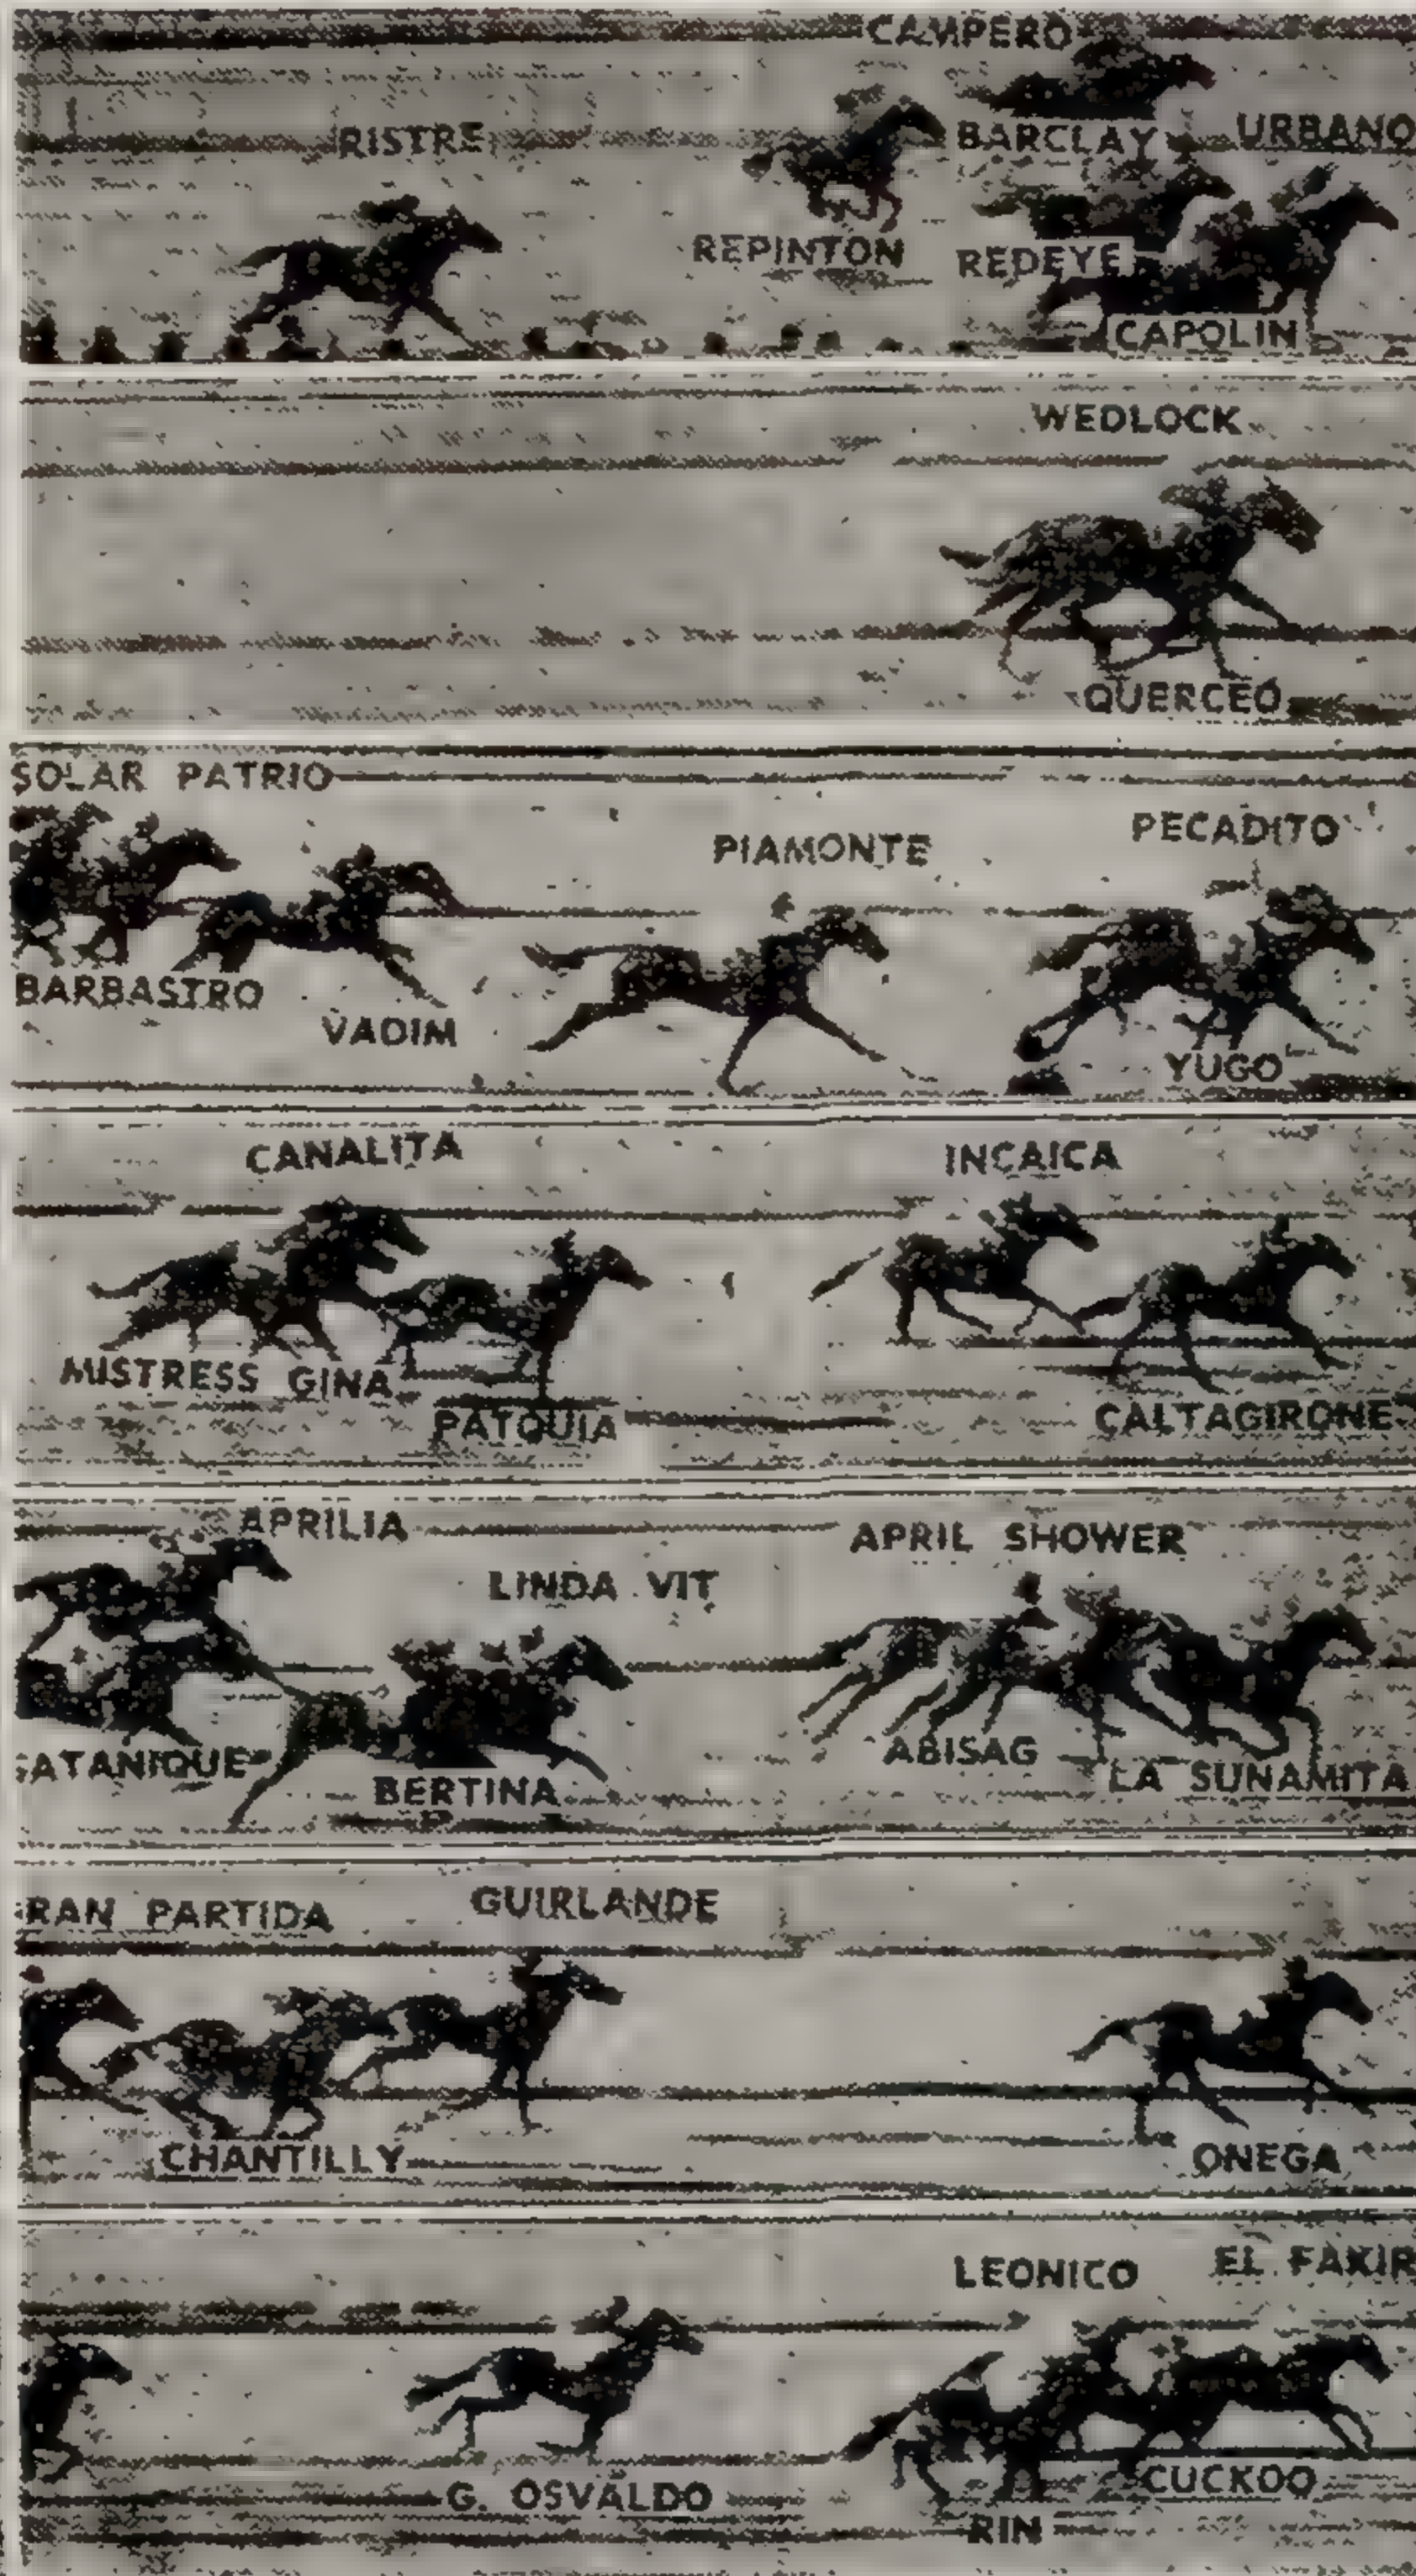 CAMPERO
RISTRE
BARCLAY
URBANO
REPINTON
REDEYE
CAPOLIN
WEDLOCK
QUERCEO
SOLAR PATRIO
PIAMONTE
PECADITO
BARBASTRO
VADIM
YUGO
CANALITA
INCAICA
MISTRESS GINA
PATQUIA
CALTAGIRONE
APRILIA
APRIL SHOWER
LINDA VIT
ATANIQUE
ABISAG
LA SUNAMITA
BERTINA
RAN PARTIDA
GUIRLANDE
CHANTILLY
ONEGA
LEONICO
EL FAKIR
G. OSVALDO
CUCKOO
RIN